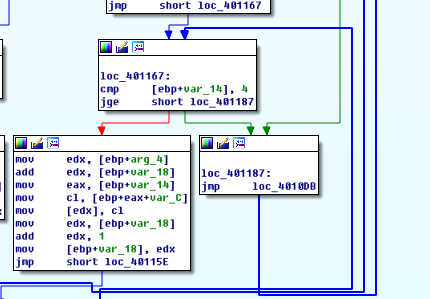 jmp short loc_401167
loc_401167:
cmp [ebp+var_14], 4
jge short loc_401187
mov edx, [ebp+arg_4]
add edx, [ebp+var_18]
mov eax, [ebp+var_14]
mov cl, [ebp+eax+var_C]
mov [edx], cl
mov edx, [ebp+var_18]
add edx, 1
mov [ebp+var_18], edx
jmp short loc_40115E
loc_401187:
jmp loc_4010DB